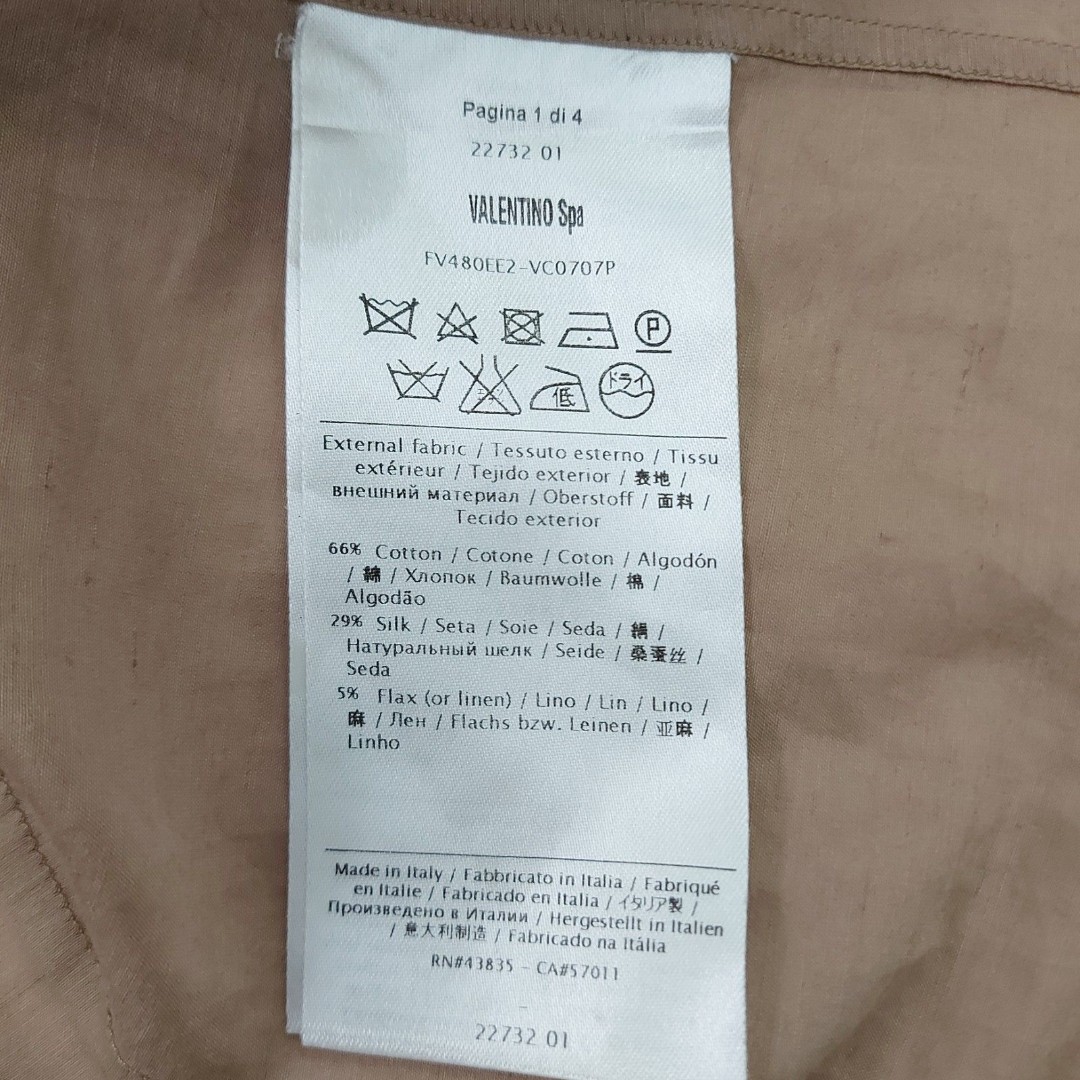 Pagina 1 di 4
22732 01
VALENTINO Spa
FV480EE2-VC0707P
P
低 ドライ
External fabric / Tessuto esterno / Tissu
extérieur / Tejido exterior / 表地 /
внешний материал / Oberstoff / 面料 /
Tecido exterior
66% Cotton / Cotone / Coton / Algodón
/ 綿 / Хлопок / Baumwolle / 棉 /
Algodão
29% Silk / Seta / Soie / Seda / 絹 /
Натуральный шелк / Seide / 桑蚕丝 /
Seda
5% Flax (or linen) / Lino / Lin / Lino /
麻 / Лен / Flachs bzw. Leinen / 亚麻 /
Linho
Made in Italy / Fabbricato in Italia / Fabriqué
en Italie / Fabricado en Italia / イタリア製 /
Произведено в Италии / Hergestellt in Italien
/ 意大利制造 / Fabricado na Itália
RN#43835 - CA#57011
-
22732 01